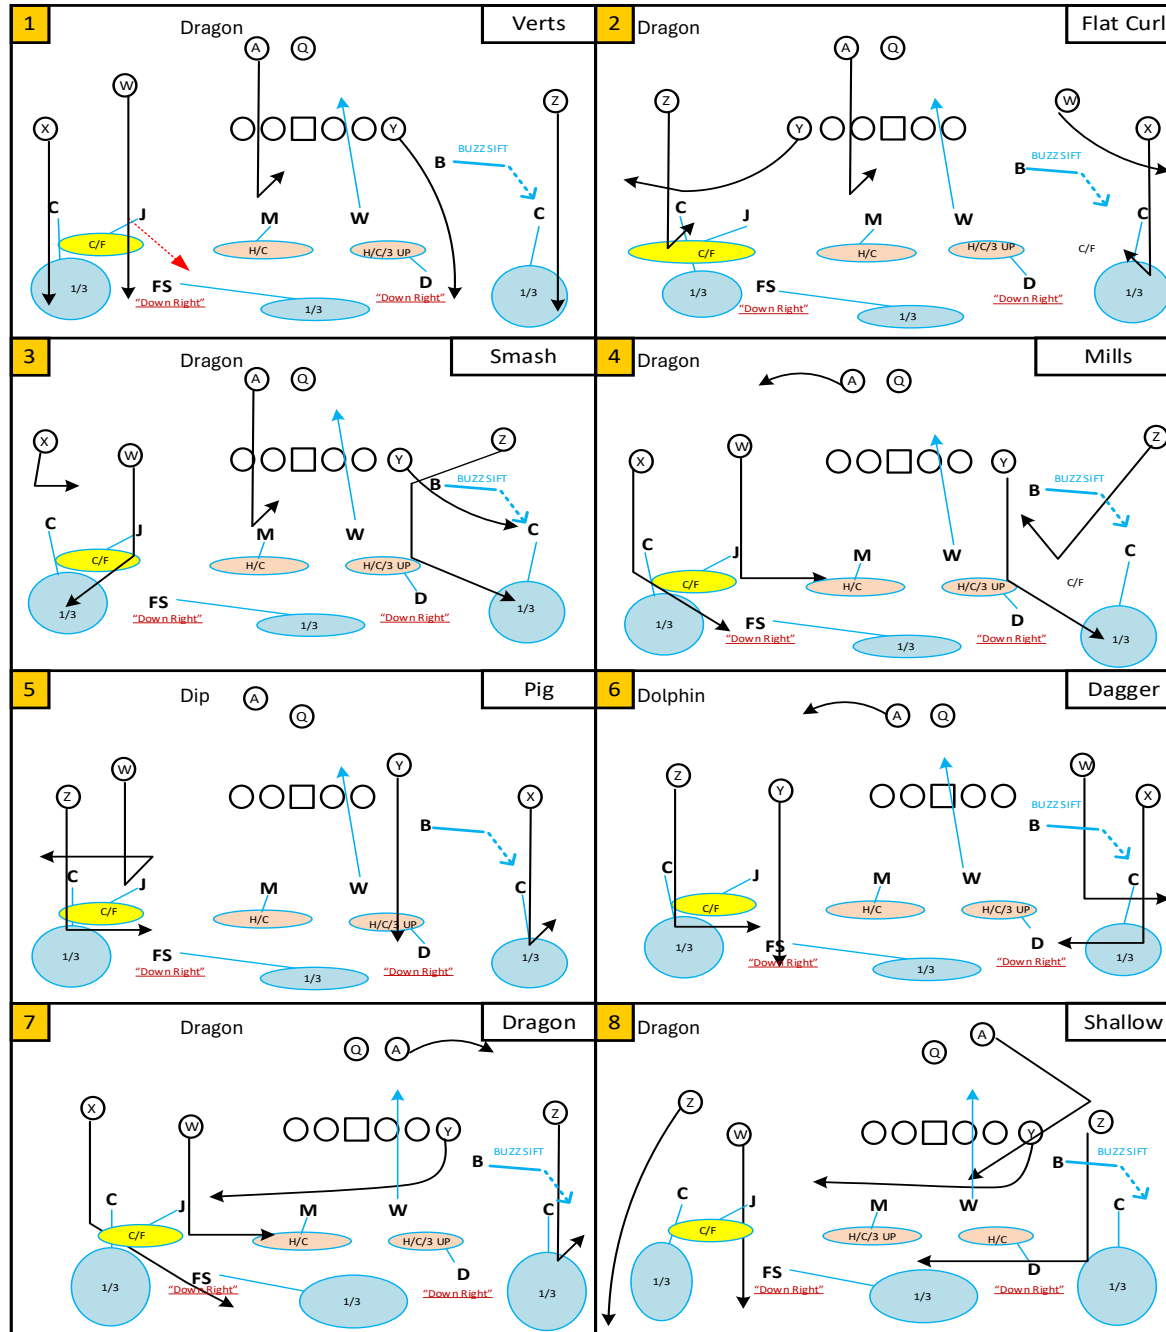 1
Dragon
Verts
A
Q
W
Z
X
Y
BUZZ SIFT
B
C
J
M
W
C
C/F
H/C
H/C/3 UP
D
FS
"Down Right"
"Down Right"
1/3
1/3
1/3
2
Dragon
Flat Curl
A
Q
Z
W
Y
X
BUZZ SIFT
B
C
J
M
W
C
C/F
H/C
H/C/3 UP
C/F
D
FS
"Down Right"
"Down Right"
1/3
1/3
1/3
3
Dragon
Smash
A
Q
X
W
Y
Z
B
BUZZ SIFT
C
J
M
W
C
C/F
H/C
H/C/3 UP
D
FS
"Down Right"
"Down Right"
1/3
1/3
1/3
4
Dragon
Mills
A
Q
X
W
Y
Z
BUZZ SIFT
B
C
J
M
W
C
C/F
H/C
H/C/3 UP
C/F
D
FS
"Down Right"
"Down Right"
1/3
1/3
1/3
5
Dip
Pig
A
Q
W
Z
Y
X
BUZZ SIFT
B
C
J
M
W
C
C/F
H/C
H/C/3 UP
D
FS
"Down Right"
"Down Right"
1/3
1/3
1/3
6
Dolphin
Dagger
A
Q
Z
Y
W
X
BUZZ SIFT
B
C
J
M
W
C
C/F
H/C
H/C/3 UP
D
FS
"Down Right"
"Down Right"
1/3
1/3
1/3
7
Dragon
Dragon
Q
A
X
W
Y
Z
BUZZ SIFT
B
C
J
M
W
C
C/F
H/C
H/C/3 UP
D
FS
"Down Right"
"Down Right"
1/3
1/3
1/3
8
Dragon
Shallow
A
Q
Z
W
Y
Z
BUZZ SIFT
B
C
J
M
W
C
C/F
H/C/3 UP
H/C
D
FS
"Down Right"
"Down Right"
1/3
1/3
1/3